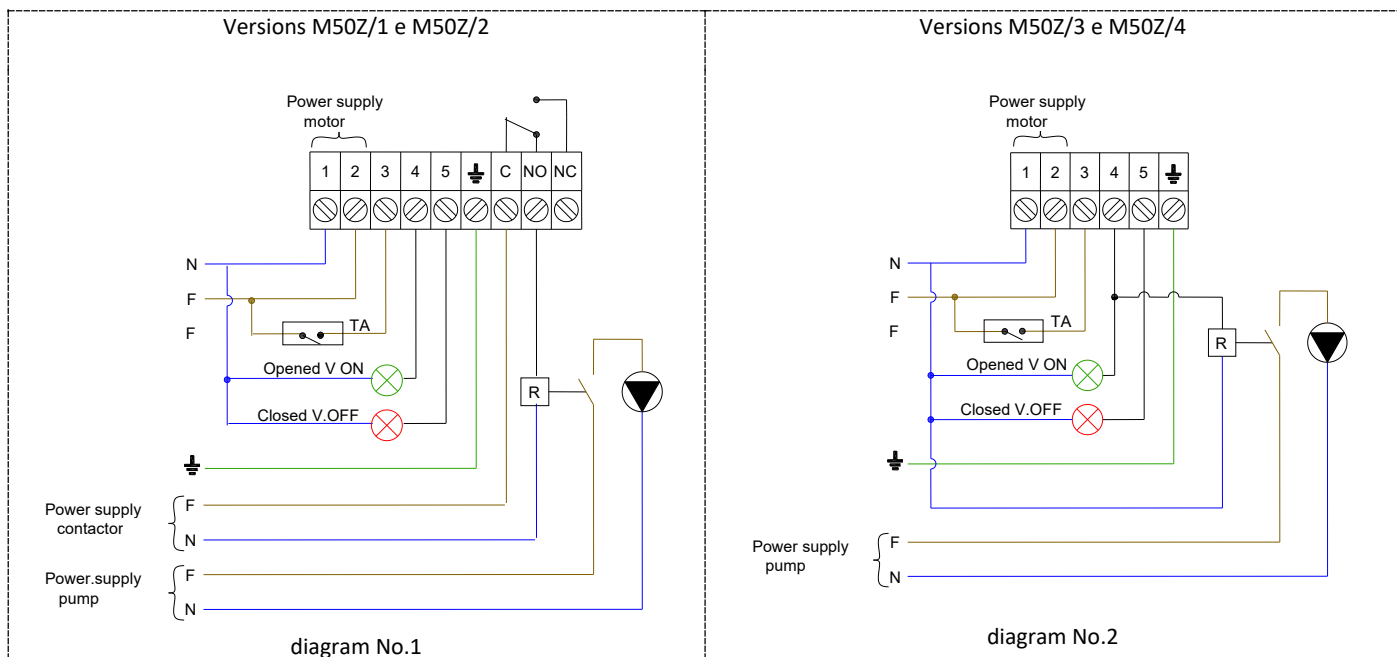 Versions M50Z/1 e M50Z/2
Power supply
motor
1 2 3 4 5 C NO NC
N
F
F
TA
Opened V ON
Closed V.OFF
R
Power supply
contactor
F
N
Power.supply
pump
F
N
diagram No.1
Versions M50Z/3 e M50Z/4
Power supply
motor
1 2 3 4 5
N
F
F
TA
R
Opened V ON
Closed V.OFF
Power supply
pump
F
N
diagram No.2